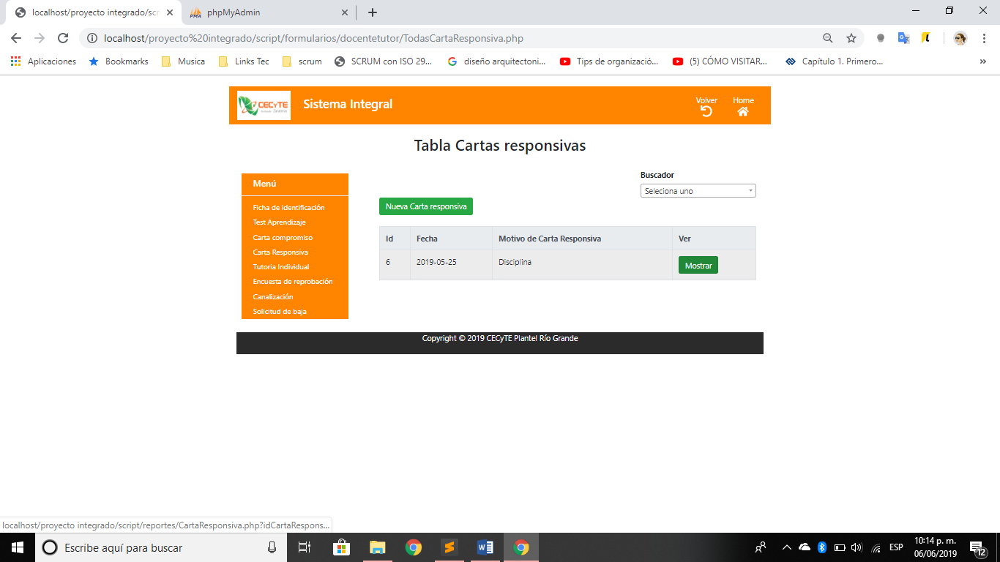 localhost/proyecto integrado/scr
phpMyAdmin
localhost/proyecto%20integrado/script/formularios/docentetutor/TodasCartaResponsiva.php
Aplicaciones Bookmarks Musica Links Tec scrum SCRUM con ISO 29... diseño arquitectoni... Tips de organizació... (5) CÓMO VISITAR... Capítulo 1. Primero... »
CECyTE
Sistema Integral
Volver Home
Tabla Cartas responsivas
Menú
Ficha de identificación
Test Aprendizaje
Carta compromiso
Carta Responsiva
Tutoria Individual
Encuesta de reprobación
Canalización
Solicitud de baja
Buscador
Seleciona uno
Nueva Carta responsiva
Id Fecha Motivo de Carta Responsiva Ver
6 2019-05-25 Disciplina Mostrar
Copyright © 2019 CECyTE Plantel Río Grande
localhost/proyecto integrado/script/reportes/CartaResponsiva.php?idCartaRespons...
Escribe aquí para buscar
ESP
10:14 p. m.
06/06/2019
12